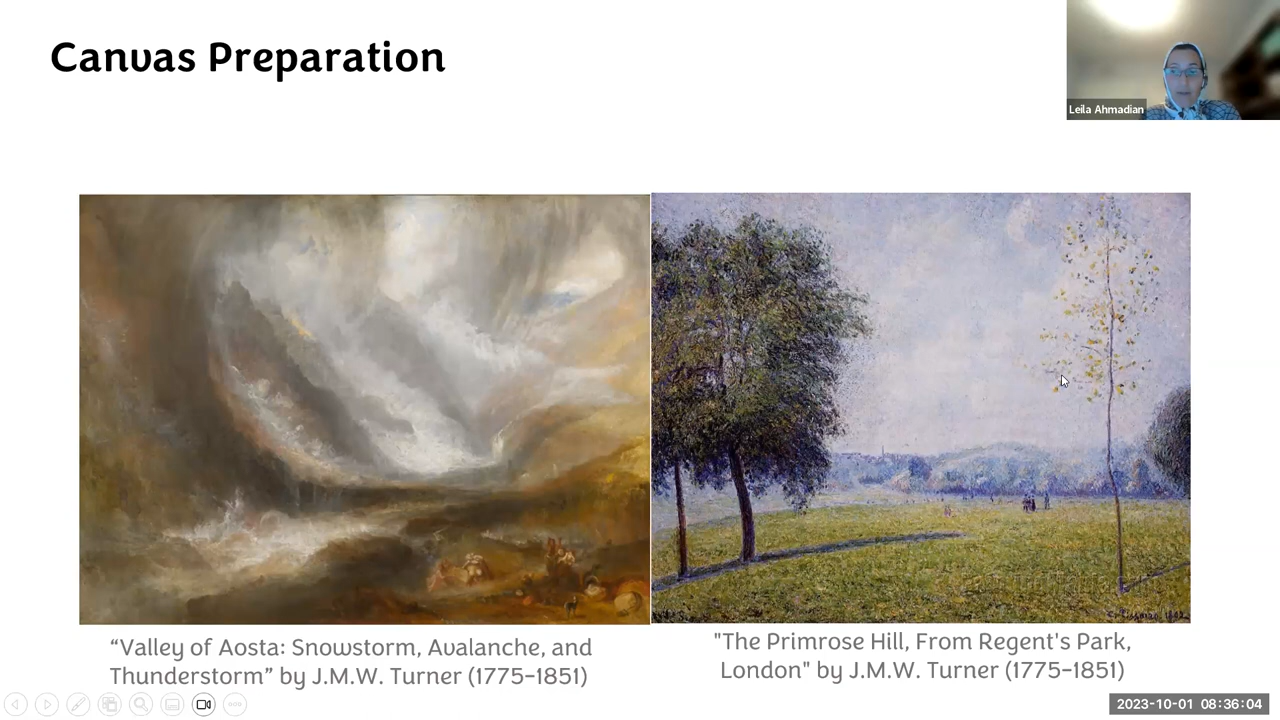 Canvas Preparation
Leila Ahmadian
“Valley of Aosta: Snowstorm, Avalanche, and
Thunderstorm” by J.M.W. Turner (1775-1851)
"The Primrose Hill, From Regent's Park,
London" by J.M.W. Turner (1775-1851)
2023-10-01 08:36:04